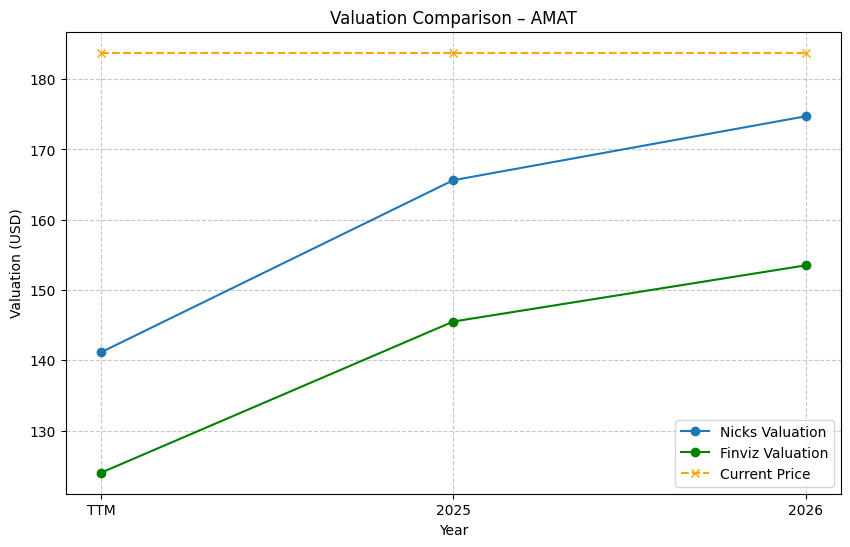 Valuation Comparison – AMAT
Valuation (USD)
180
170
160
150
140
130
TTM
2025
2026
Year
Nicks Valuation
Finviz Valuation
Current Price